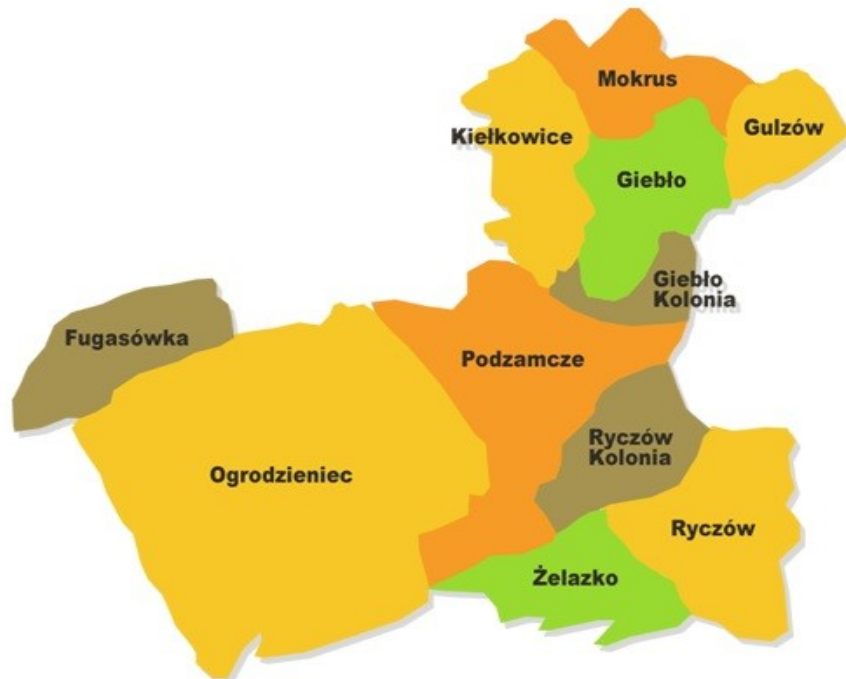 Mokrus
Gulzów
Kiełkowice
Giebło
Giebło
Kolonia
Fugasówka
Podzamcze
Ryczów
Kolonia
Ogrodzieniec
Ryczów
Żelazko